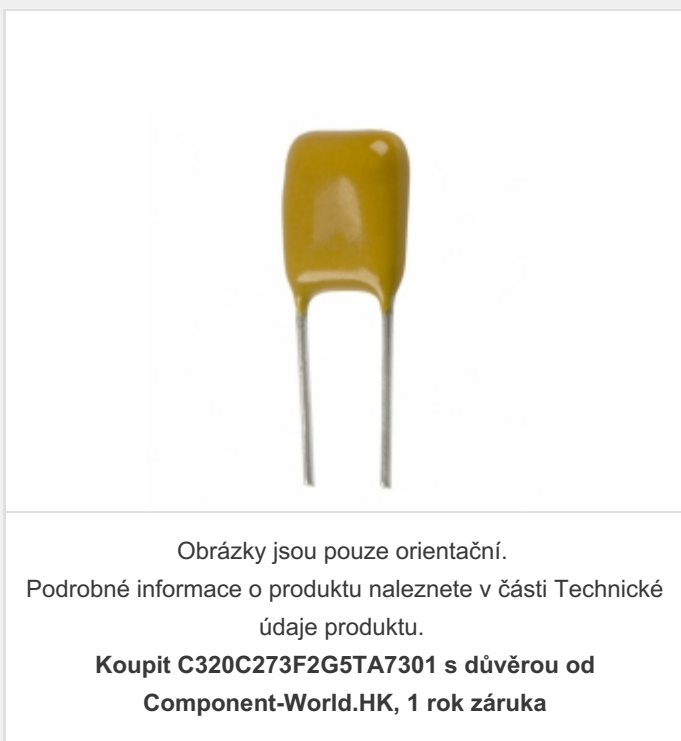 Obrázky jsou pouze orientační.
Podrobné informace o produktu naleznete v části Technické
údaje produktu.
Koupit C320C273F2G5TA7301 s důvěrou od
Component-World.HK, 1 rok záruka